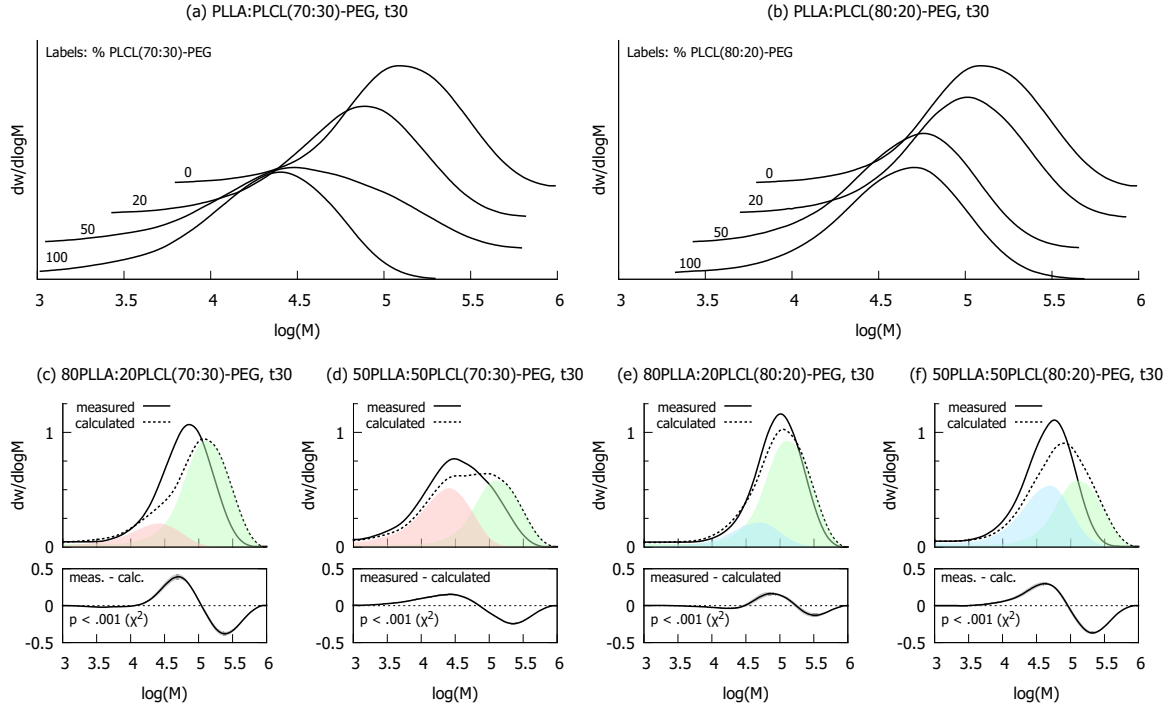 (a) PLLA:PLCL(70:30)-PEG, t30
Labels: % PLCL(70:30)-PEG
dw/dlogM
0
20
50
100
3 3.5 4 4.5 5 5.5 6
log(M)
(b) PLLA:PLCL(80:20)-PEG, t30
Labels: % PLCL(80:20)-PEG
dw/dlogM
0
20
50
100
3 3.5 4 4.5 5 5.5 6
log(M)
(c) 80PLLA:20PLCL(70:30)-PEG, t30
measured
calculated
dw/dlogM
1
0
0.5
0
-0.5
meas. - calc.
p < .001 (χ²)
3 3.5 4 4.5 5 5.5 6
log(M)
(d) 50PLLA:50PLCL(70:30)-PEG, t30
measured
calculated
dw/dlogM
1
0
measured - calculated
p < .001 (χ²)
3 3.5 4 4.5 5 5.5 6
log(M)
(e) 80PLLA:20PLCL(80:20)-PEG, t30
measured
calculated
dw/dlogM
1
0
0.5
0
-0.5
measured - calculated
p < .001 (χ²)
3 3.5 4 4.5 5 5.5 6
log(M)
(f) 50PLLA:50PLCL(80:20)-PEG, t30
measured
calculated
dw/dlogM
1
0
meas. - calc.
p < .001 (χ²)
3 3.5 4 4.5 5 5.5 6
log(M)